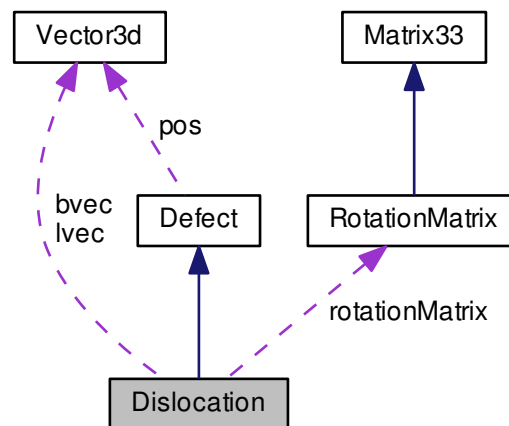 Vector3d
Matrix33
pos
bvec
lvec
Defect
RotationMatrix
rotationMatrix
Dislocation